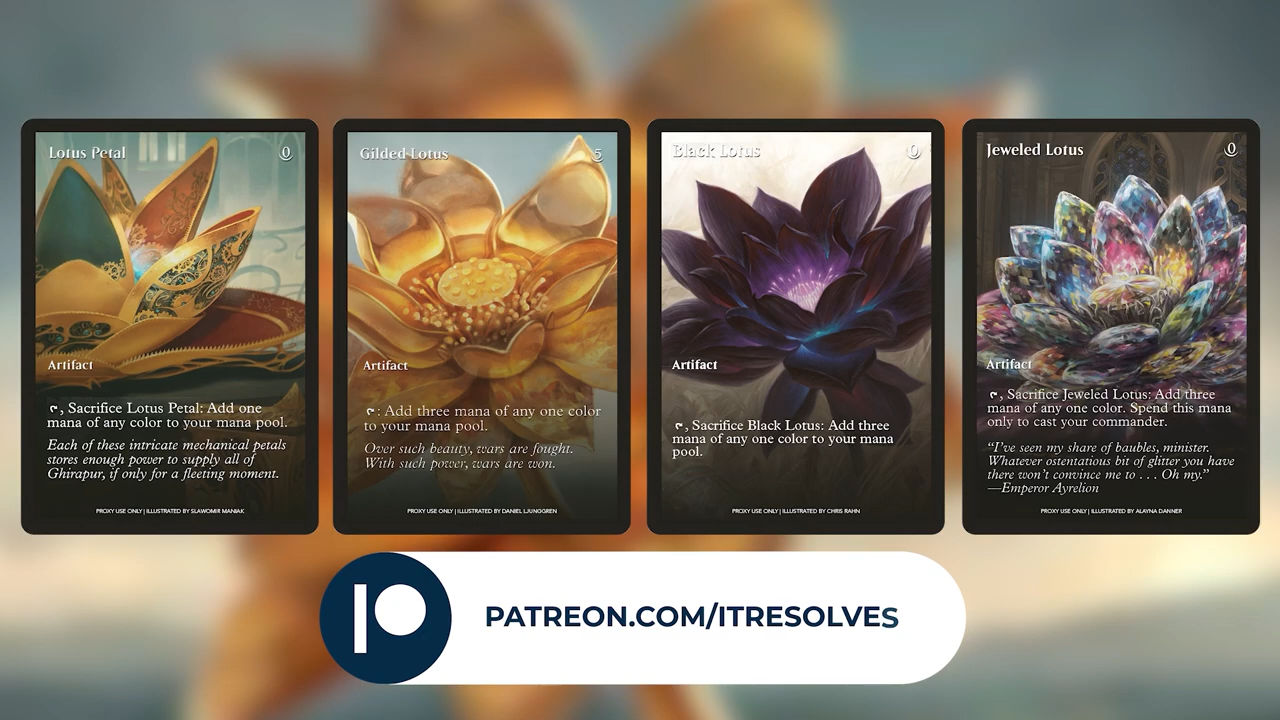 Lotus Petal 0
Artifact
, Sacrifice Lotus Petal: Add one
mana of any one color to your mana pool.
Each of these intricate mechanical petals
stores enough power to supply all of
Ghirapur, if only for a fleeting moment.
PROXY USE ONLY | ILLUSTRATED BY SLAWOMIR MANIAK
Gilded Lotus 5
Artifact
: Add three mana of any one color
to your mana pool.
Over such beauty, wars are fought.
With such power, wars are won.
PROXY USE ONLY | ILLUSTRATED BY DANIEL LJUNGGREN
Black Lotus 0
Artifact
, Sacrifice Black Lotus: Add three
mana of any one color to your mana
pool.
PROXY USE ONLY | ILLUSTRATED BY CHRIS RAHN
Jeweled Lotus 0
Artifact
, Sacrifice Jeweled Lotus: Add three
mana of any one color. Spend this mana
only to cast your commander.
“I’ve seen my share of baubles, minister.
Whatever ostentatious bit of glitter you have
there won’t convince me to . . . Oh my.”
—Emperor Ayrelion
PROXY USE ONLY | ILLUSTRATED BY ALAYNA DANNER
PATREON.COM/ITRESOLVES